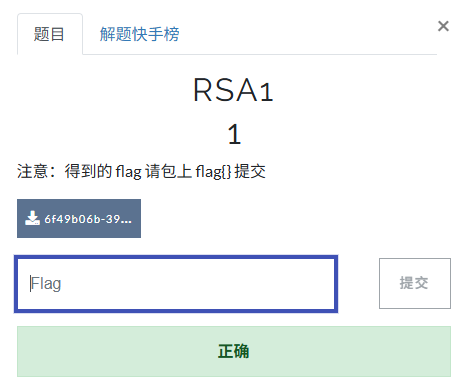 题目 解题快手榜 ×
RSA1
1
注意：得到的 flag 请包上 flag{} 提交
6f49b06b-39...
Flag 提交
正确